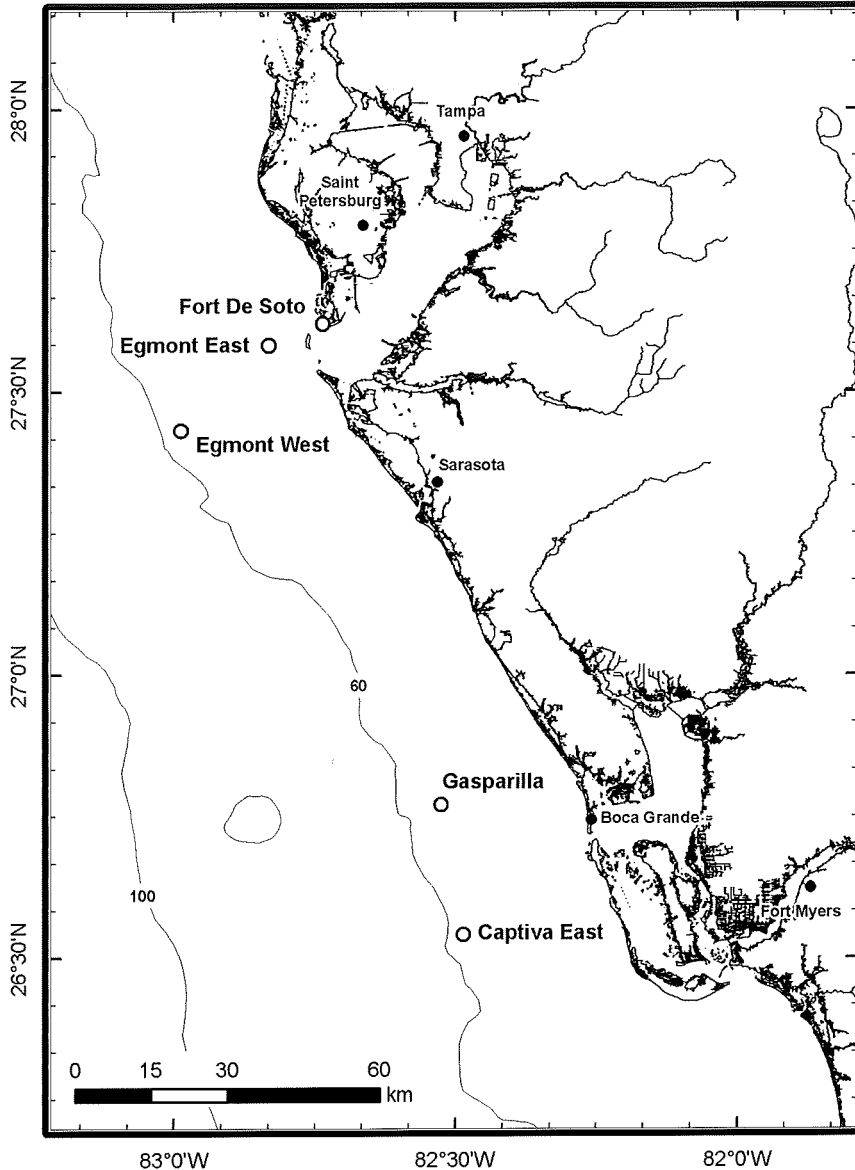 28°0'N
Tampa
Saint
Petersburg
Fort De Soto
Egmont East
27°30'N
Egmont West
Sarasota
27°0'N
60
Gasparilla
Boca Grande
100
Fort Myers
Captiva East
26°30'N
0 15 30 60
km
83°0'W 82°30'W 82°0'W